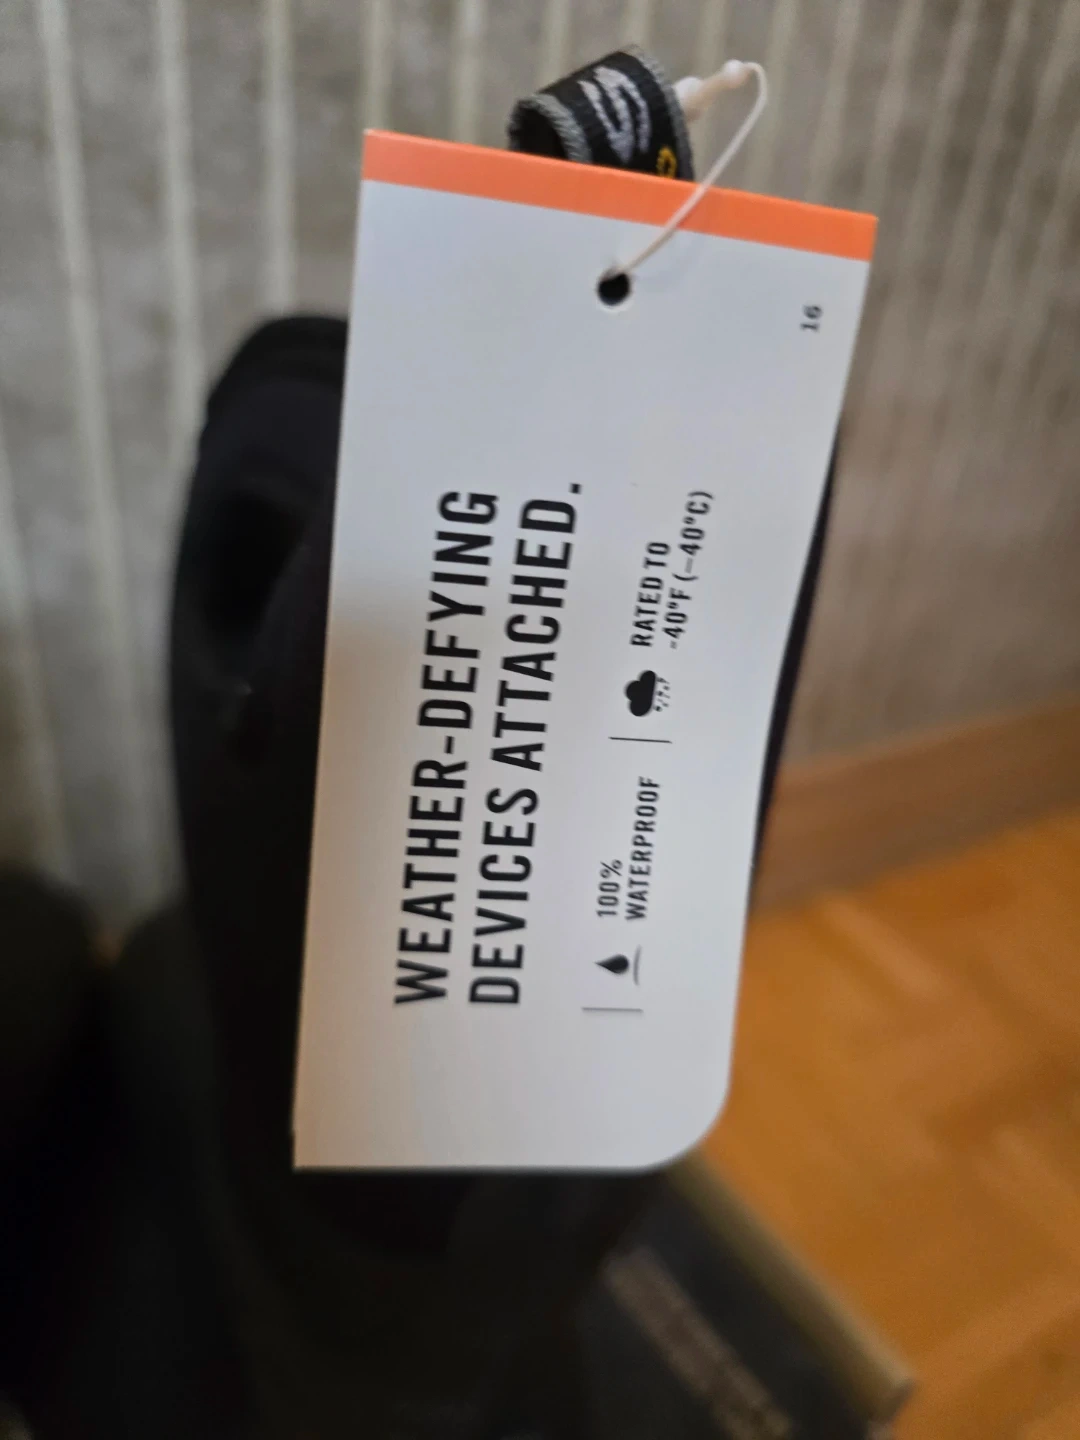 WEATHER-DEFYING
DEVICES ATTACHED.
100%
WATERPROOF
RATED TO
-40°F (–40°C)
16